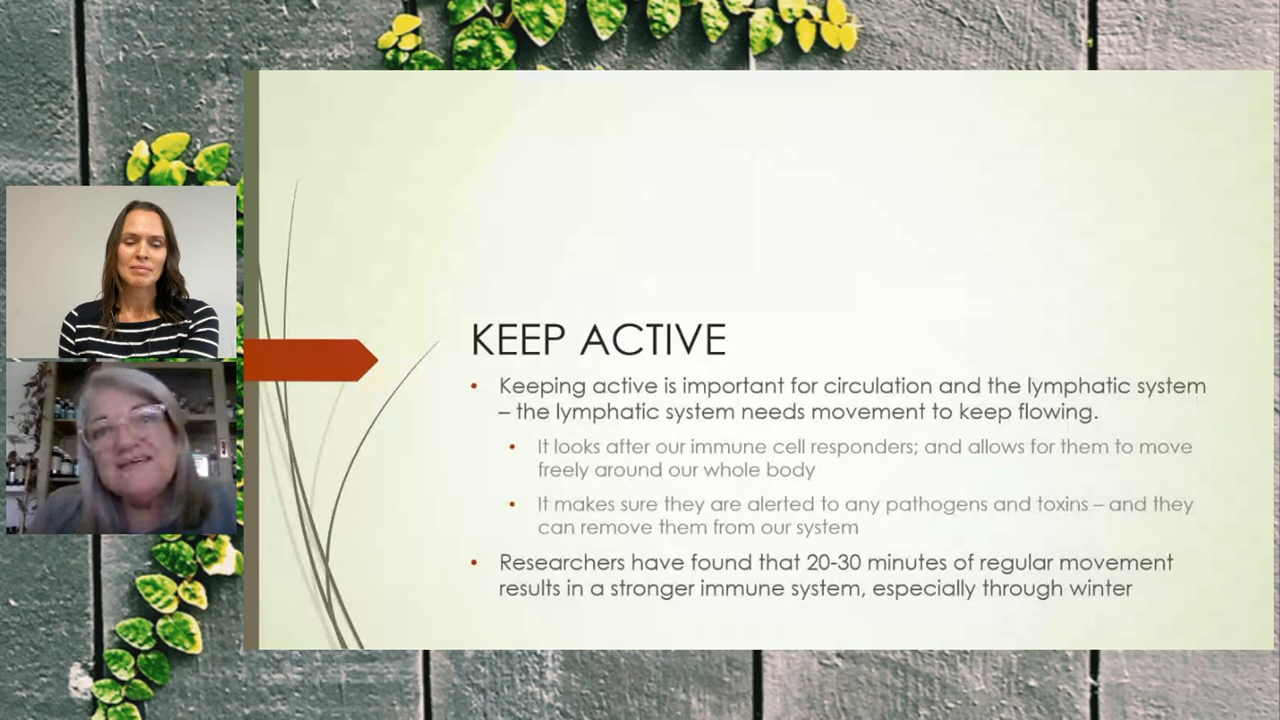 KEEP ACTIVE
Keeping active is important for circulation and the lymphatic system
– the lymphatic system needs movement to keep flowing.
It looks after our immune cell responders; and allows for them to move
freely around our whole body
It makes sure they are alerted to any pathogens and toxins – and they
can remove them from our system
Researchers have found that 20-30 minutes of regular movement
results in a stronger immune system, especially through winter